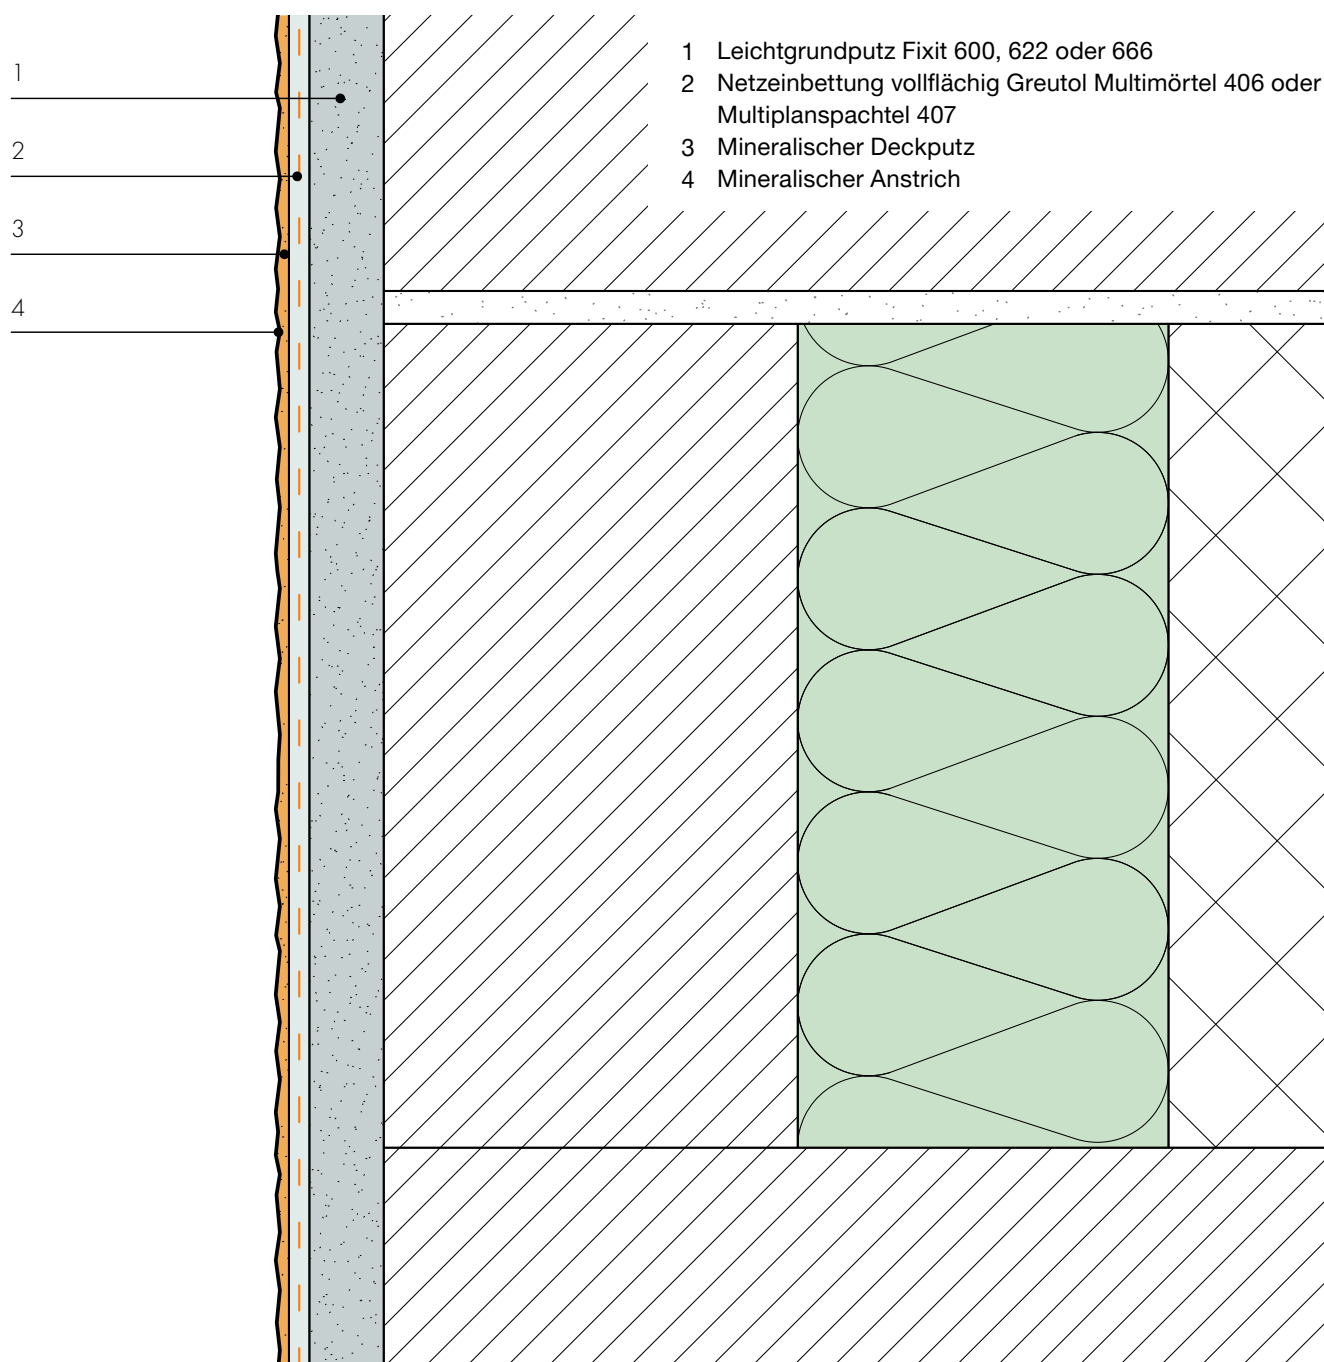 1 Leichtgrundputz Fixit 600, 622 oder 666
2 Netzeinbettung vollflächig Greutol Multimörtel 406 oder
Multiplanspachtel 407
3 Mineralischer Deckputz
4 Mineralischer Anstrich
1
2
3
4